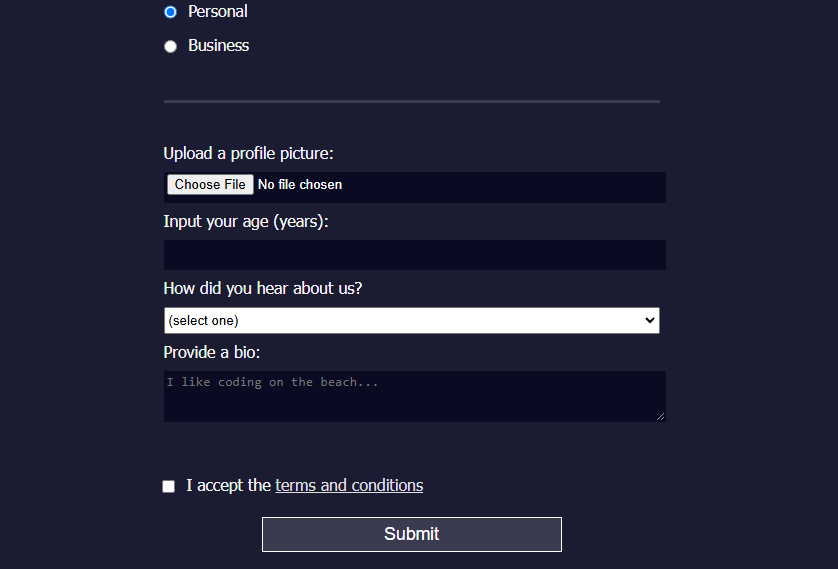 Personal
Business
Upload a profile picture:
Choose File No file chosen
Input your age (years):
How did you hear about us?
(select one)
Provide a bio:
I like coding on the beach...
I accept the terms and conditions
Submit